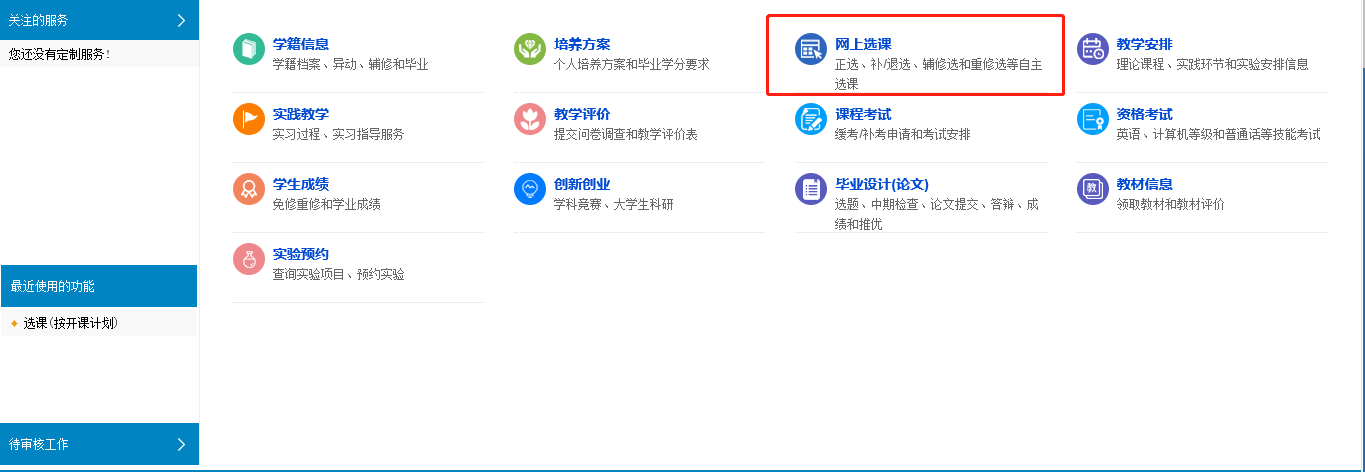 关注的服务
您还没有定制服务!
学籍信息
学籍档案、异动、辅修和毕业
培养方案
个人培养方案和毕业学分要求
网上选课
正选、补/退选、辅修选和重修选等自主
选课
教学安排
理论课程、实践环节和实验安排信息
实践教学
实习过程、实习指导服务
教学评价
提交问卷调查和教学评价表
课程考试
缓考/补考申请和考试安排
资格考试
英语、计算机等级和普通话等技能考试
学生成绩
免修重修和学业成绩
创新创业
学科竞赛、大学生科研
毕业设计(论文)
选题、中期检查、论文提交、答辩、成
绩和推优
教
教材信息
领取教材和教材评价
实验预约
查询实验项目、预约实验
最近使用的功能
选课(按开课计划)
待审核工作